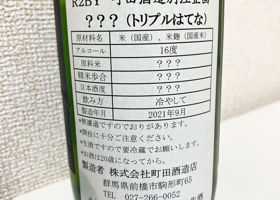 R2BY 町田酒造別注企画
？？？（トリプルはてな）
原材料名 米（国産）、米麹（国産米）
アルコール 16度
原料米 ？？？
精米歩合 ？？？
日本酒度 ？？？
飲み方 冷やして
製造年月 2021年9月
●無濾過ですのでおりがあります。
●開栓に十分ご注意ください。
●生酒ですので要冷蔵でお願いします。
●お酒は20歳になってから。
製造者 株式会社町田酒造店
群馬県前橋市駒形町65
TEL 027-266-0052